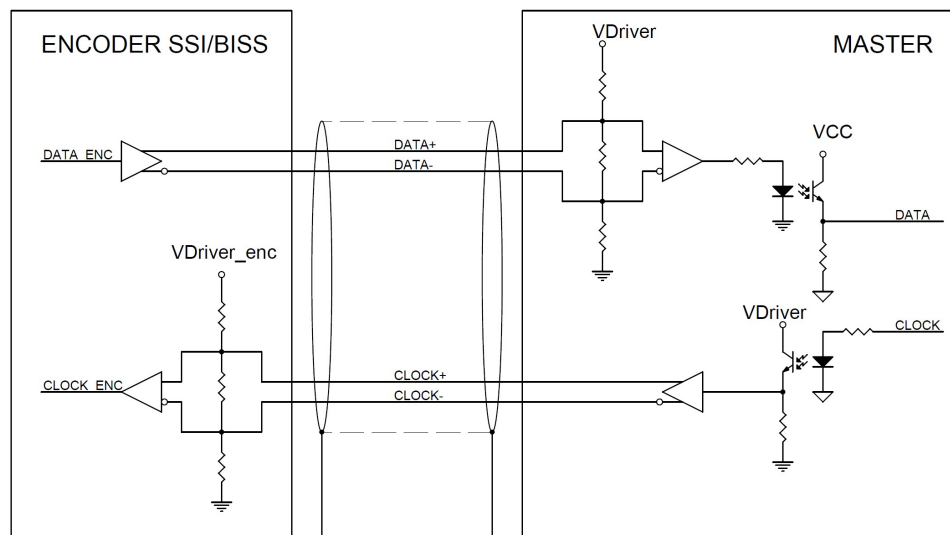 ENCODER SSI/BISS
MASTER
VDriver
DATA_ENC
DATA+
DATA-
VCC
DATA
VDriver_enc
VDriver
CLOCK
CLOCK_ENC
CLOCK+
CLOCK-